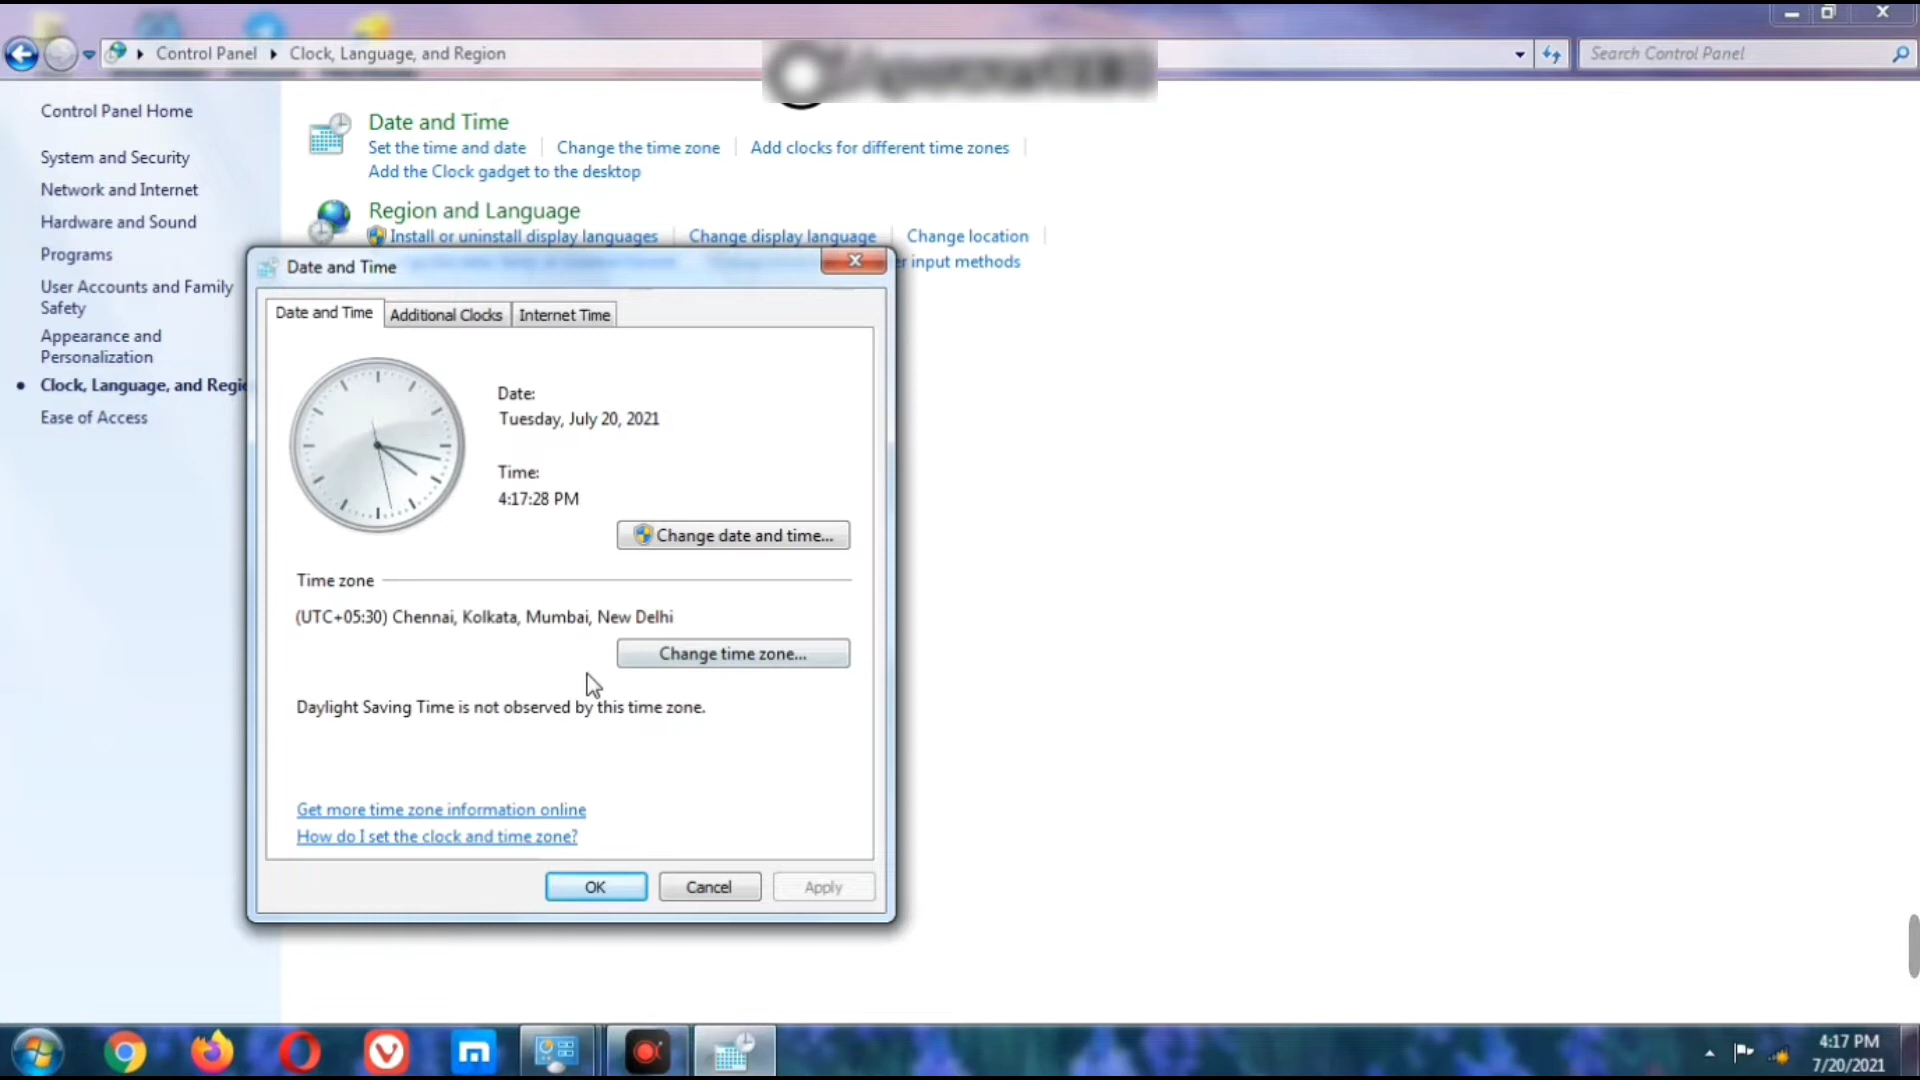 Control Panel Clock, Language, and Region
Search Control Panel
Control Panel Home
System and Security
Network and Internet
Hardware and Sound
Programs
User Accounts and Family
Safety
Appearance and
Personalization
Clock, Language, and Regi
Ease of Access
Date and Time
Set the time and date Change the time zone Add clocks for different time zones
Add the Clock gadget to the desktop
Region and Language
Install or uninstall display languages Change display language Change location
r input methods
Date and Time
Date and Time Additional Clocks Internet Time
Date:
Tuesday, July 20, 2021
Time:
4:17:28 PM
Change date and time...
Time zone
(UTC+05:30) Chennai, Kolkata, Mumbai, New Delhi
Change time zone...
Daylight Saving Time is not observed by this time zone.
Get more time zone information online
How do I set the clock and time zone?
OK Cancel Apply
4:17 PM
7/20/2021